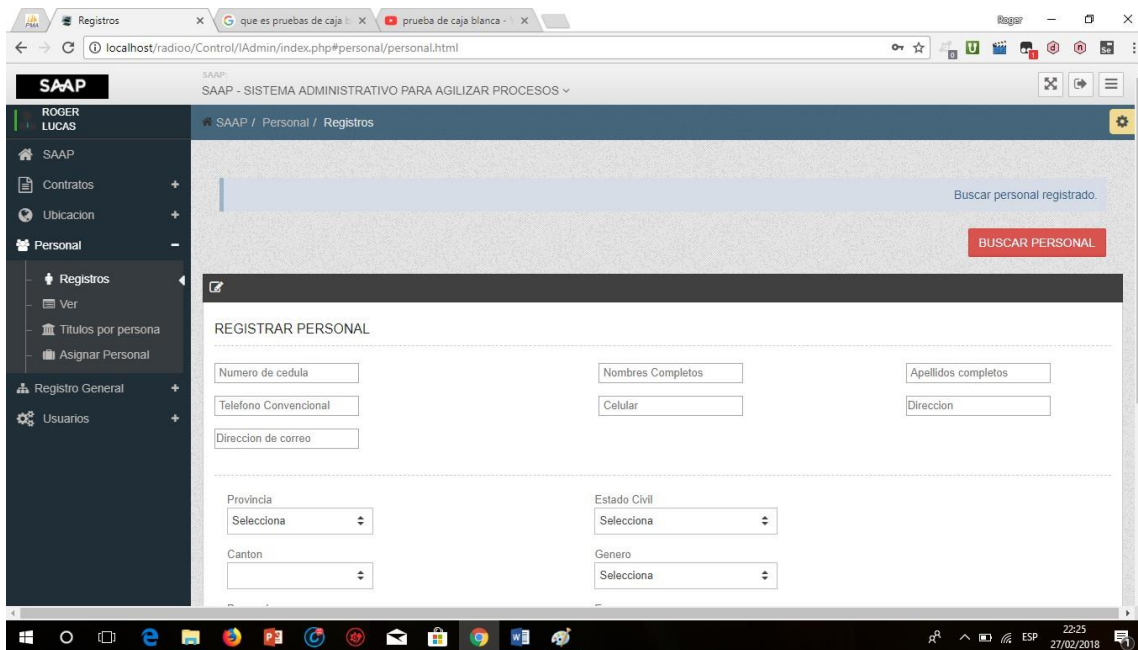 Registros
que es pruebas de caja b
prueba de caja blanca -
Roger
localhost/radioo/Control/IAdmin/index.php#personal/personal.html
SAAP
SAAP:
SAAP - SISTEMA ADMINISTRATIVO PARA AGILIZAR PROCESOS
ROGER
LUCAS
SAAP / Personal / Registros
SAAP
Contratos
Ubicacion
Personal
Registros
Ver
Titulos por persona
Asignar Personal
Registro General
Usuarios
Buscar personal registrado.
BUSCAR PERSONAL
REGISTRAR PERSONAL
Numero de cedula
Nombres Completos
Apellidos completos
Telefono Convencional
Celular
Direccion
Direccion de correo
Provincia
Estado Civil
Selecciona
Selecciona
Canton
Genero
Selecciona
ESP
22:25
27/02/2018